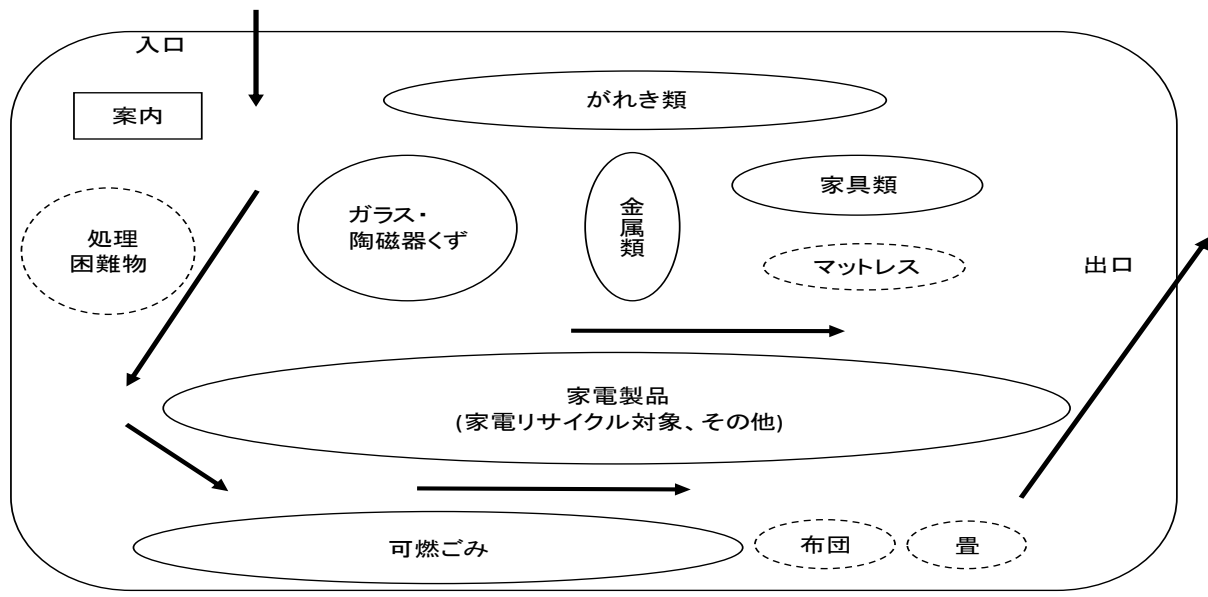 入口
案内
がれき類
処理
困難物
ガラス・
陶磁器くず
金属類
家具類
マットレス
出口
家電製品
(家電リサイクル対象、その他)
可燃ごみ
布団
畳